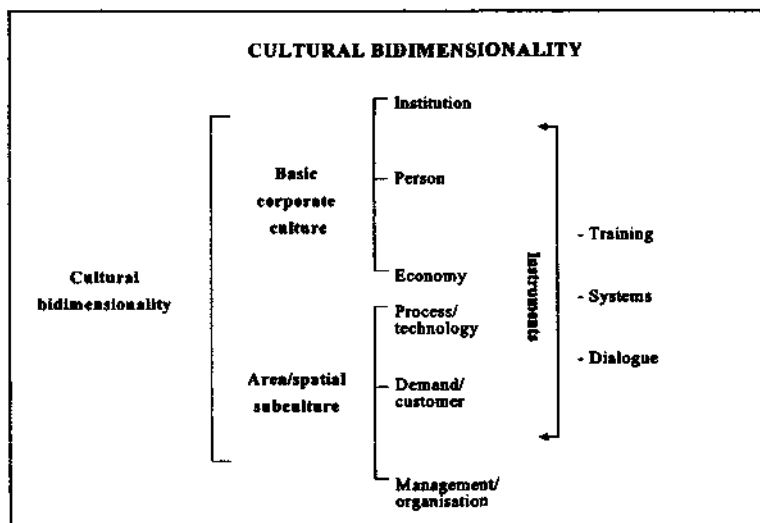 CULTURAL BIDIMENSIONALITY
Cultural
bidimensionality
Basic
corporate
culture
Institution
Person
Economy
Area/spatial
subculture
Process/
technology
Demand/
customer
Management/
organisation
Instruments
- Training
- Systems
- Dialogue